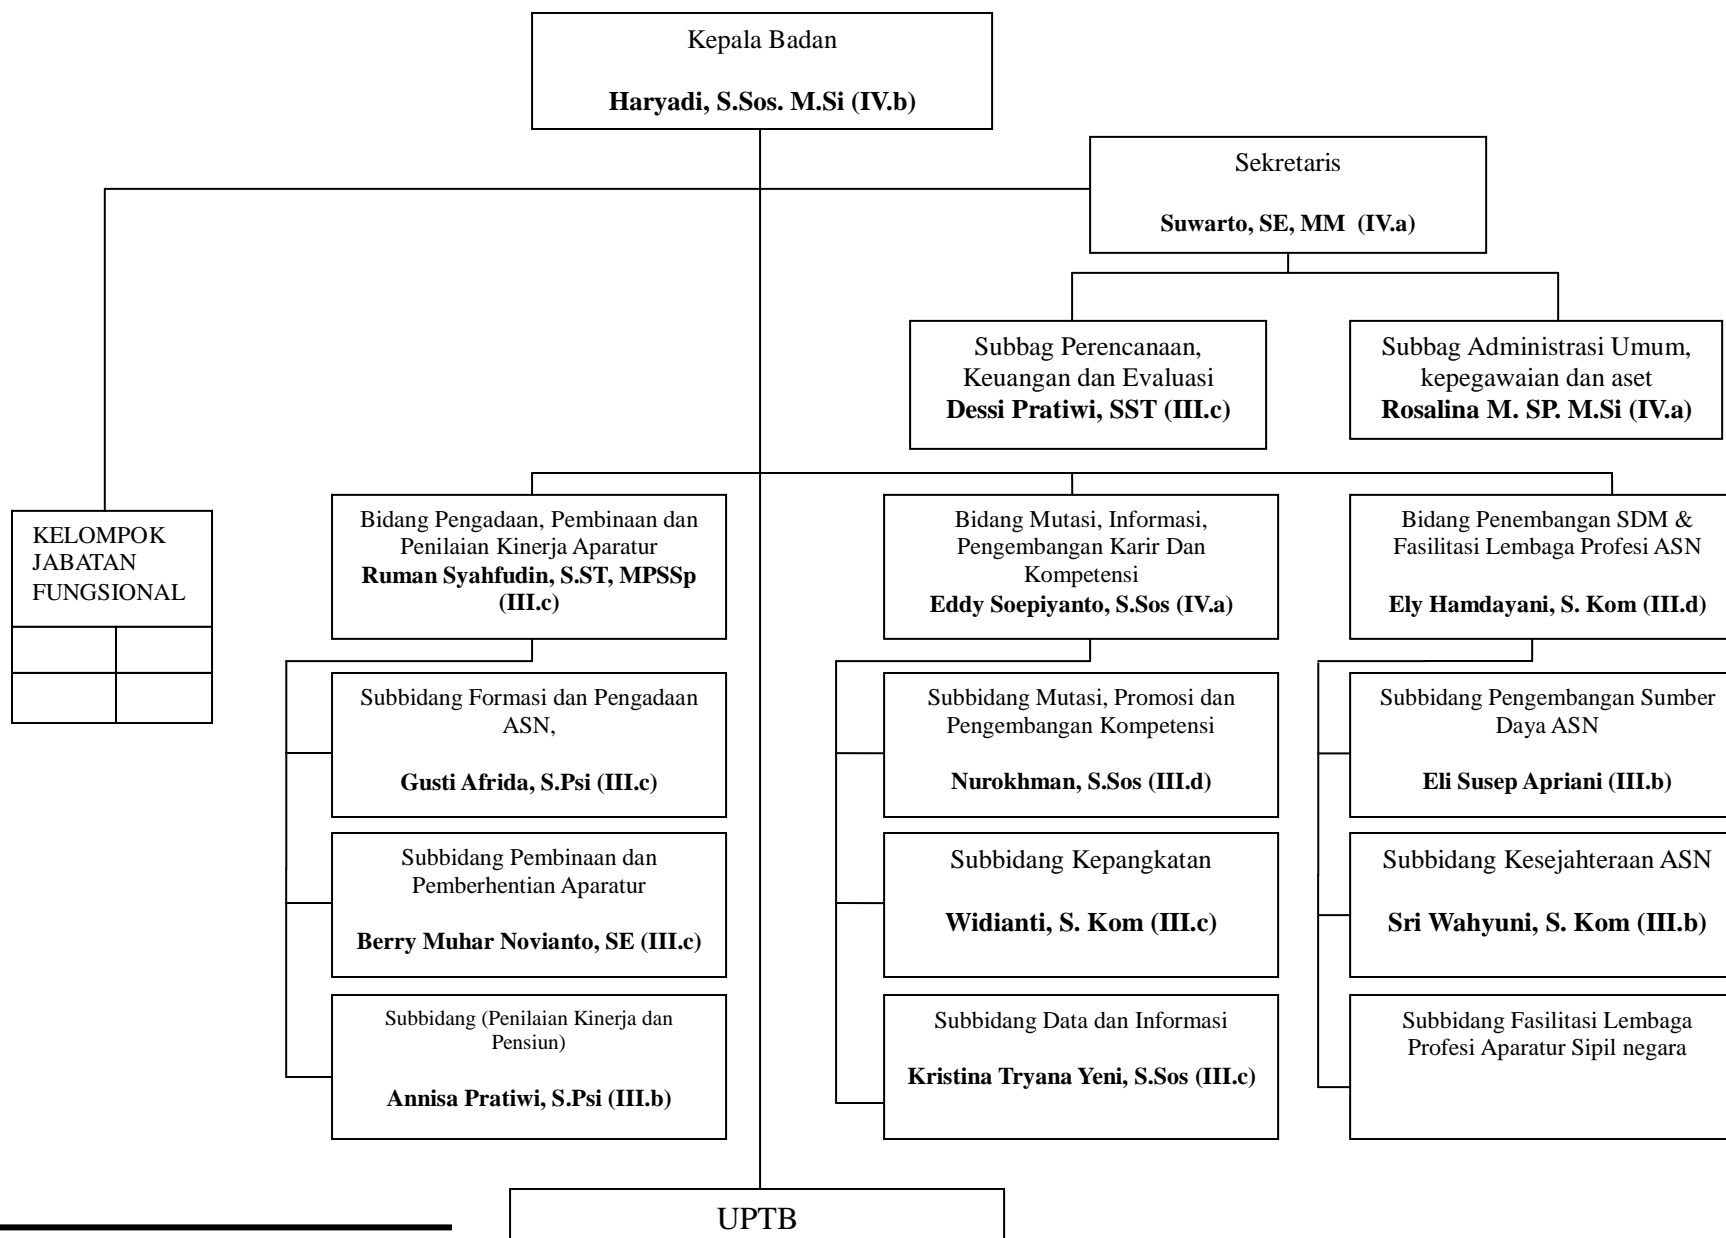 Kepala Badan
Haryadi, S.Sos. M.Si (IV.b)
Sekretaris
Suwarto, SE, MM  (IV.a)
Subbag Perencanaan,
Keuangan dan Evaluasi
Dessi Pratiwi, SST (III.c)
Subbag Administrasi Umum,
kepegawaian dan aset
Rosalina M. SP. M.Si (IV.a)
KELOMPOK
JABATAN
FUNGSIONAL
Bidang Pengadaan, Pembinaan dan
Penilaian Kinerja Aparatur
Ruman Syahfudin, S.ST, MPSSp
(III.c)
Bidang Mutasi, Informasi,
Pengembangan Karir Dan
Kompetensi
Eddy Soepiyanto, S.Sos (IV.a)
Bidang Penembangan SDM &
Fasilitasi Lembaga Profesi ASN
Ely Hamdayani, S. Kom (III.d)
Subbidang Formasi dan Pengadaan
ASN,
Gusti Afrida, S.Psi (III.c)
Subbidang Mutasi, Promosi dan
Pengembangan Kompetensi
Nurokhman, S.Sos (III.d)
Subbidang Pengembangan Sumber
Daya ASN
Eli Susep Apriani (III.b)
Subbidang Pembinaan dan
Pemberhentian Aparatur
Berry Muhar Novianto, SE (III.c)
Subbidang Kepangkatan
Widianti, S. Kom (III.c)
Subbidang Kesejahteraan ASN
Sri Wahyuni, S. Kom (III.b)
Subbidang (Penilaian Kinerja dan
Pensiun)
Annisa Pratiwi, S.Psi (III.b)
Subbidang Data dan Informasi
Kristina Tryana Yeni, S.Sos (III.c)
Subbidang Fasilitasi Lembaga
Profesi Aparatur Sipil negara
UPTB